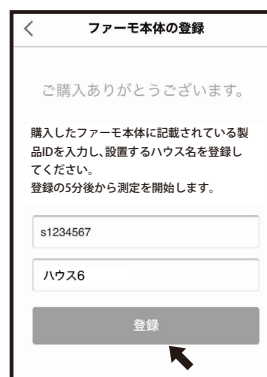 ファーモ本体の登録
ご購入ありがとうございます。
購入したファーモ本体に記載されている製
品IDを入力し、設置するハウス名を登録し
てください。
登録の5分後から測定を開始します。
s1234567
ハウス6
登録